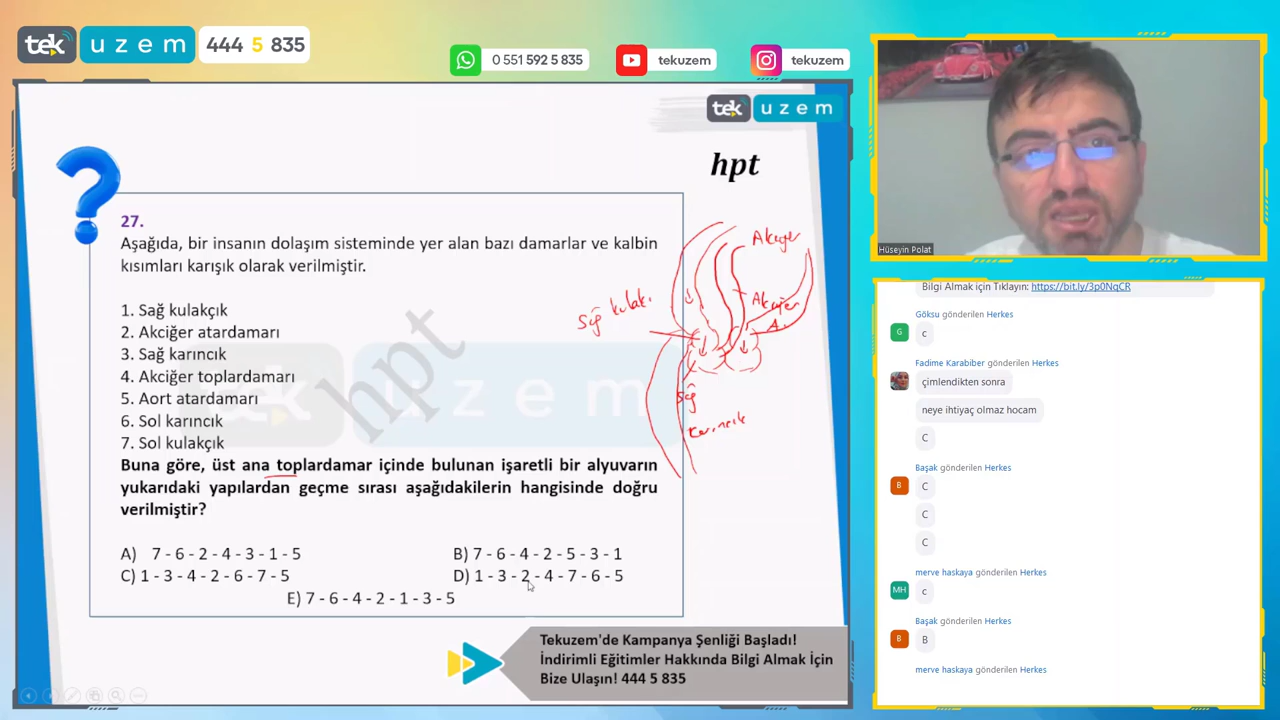 tek uzem 444 5 835
0 551 592 5 835
tekuzem
tekuzem
tek uzem
hpt
27.
Aşağıda, bir insanın dolaşım sisteminde yer alan bazı damarlar ve kalbin
kısımları karışık olarak verilmiştir.
1. Sağ kulakçık
2. Akciğer atardamarı
3. Sağ karıncık
4. Akciğer toplardamarı
5. Aort atardamarı
6. Sol karıncık
7. Sol kulakçık
Buna göre, üst ana toplardamar içinde bulunan işaretli bir alyuvarın
yukarıdaki yapılardan geçme sırası aşağıdakilerin hangisinde doğru
verilmiştir?
A) 7 - 6 - 2 - 4 - 3 - 1 - 5
B) 7 - 6 - 4 - 2 - 5 - 3 - 1
C) 1 - 3 - 4 - 2 - 6 - 7 - 5
D) 1 - 3 - 2 - 4 - 7 - 6 - 5
E) 7 - 6 - 4 - 2 - 1 - 3 - 5
hpt
tek uzem
Akciğer
Akciğer
A.
Sağ kulak.
Sağ
Karıncık
Tekuzem'de Kampanya Şenliği Başladı!
İndirimli Eğitimler Hakkında Bilgi Almak İçin
Bize Ulaşın! 444 5 835
Hüseyin Polat
Bilgi Almak için Tıklayın: https://bit.ly/3p0NqCR
Göksu gönderilen Herkes
G
c
Fadime Karabiber gönderilen Herkes
çimlendikten sonra
neye ihtiyaç olmaz hocam
C
Başak gönderilen Herkes
B
C
C
C
merve haskaya gönderilen Herkes
MH
c
Başak gönderilen Herkes
B
B
merve haskaya gönderilen Herkes